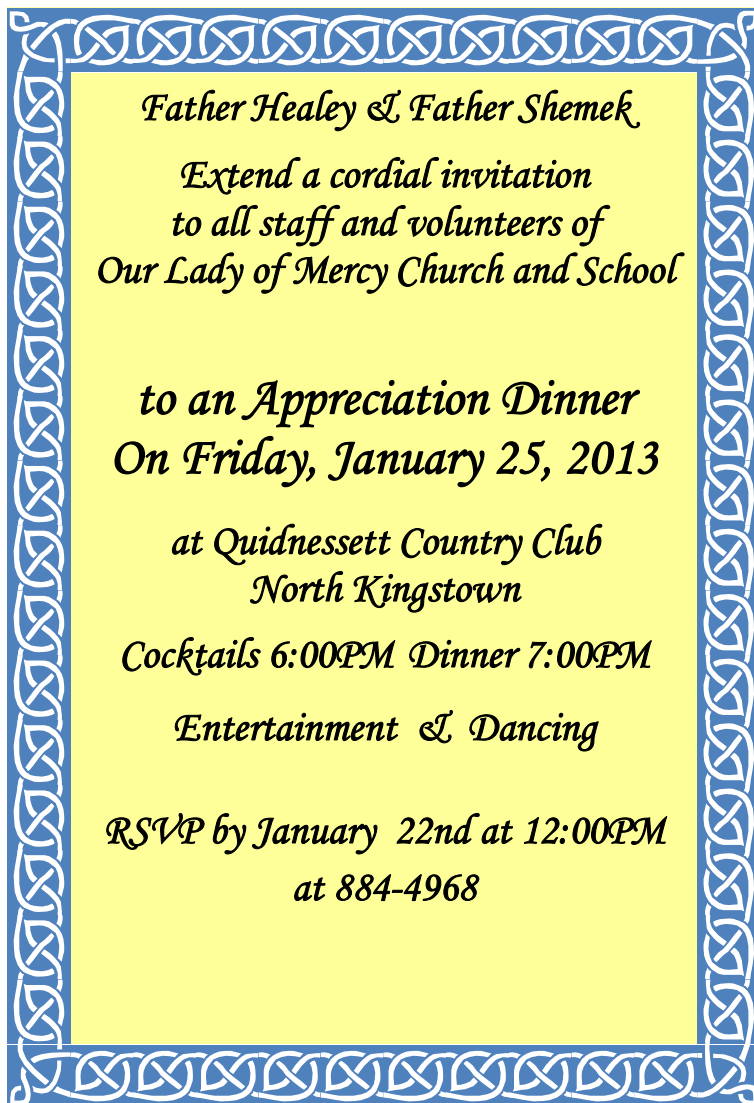 Father Healey & Father Shemek
Extend a cordial invitation
to all staff and volunteers of
Our Lady of Mercy Church and School
to an Appreciation Dinner
On Friday, January 25, 2013
at Quidnessett Country Club
North Kingstown
Cocktails 6:00PM Dinner 7:00PM
Entertainment & Dancing
RSVP by January 22nd at 12:00PM
at 884-4968